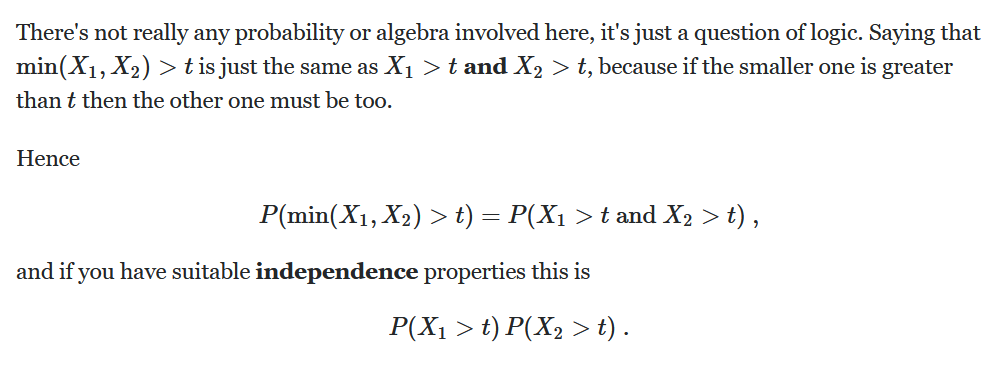 There's not really any probability or algebra involved here, it's just a question of logic. Saying that
min(X₁, X₂) > t is just the same as X₁ > t and X₂ > t, because if the smaller one is greater
than t then the other one must be too.
Hence
P(min(X₁, X₂) > t) = P(X₁ > t and X₂ > t) ,
and if you have suitable independence properties this is
P(X₁ > t) P(X₂ > t) .